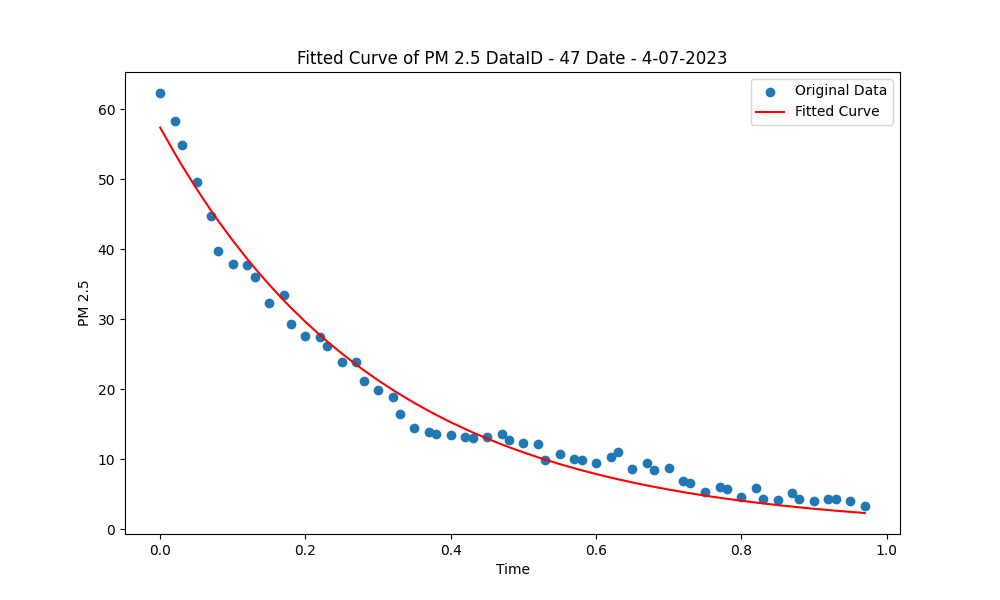 Fitted Curve of PM 2.5 DataID - 47 Date - 4-07-2023
Original Data
Fitted Curve
60
50
40
30
20
10
0
PM 2.5
0.0 0.2 0.4 0.6 0.8 1.0
Time